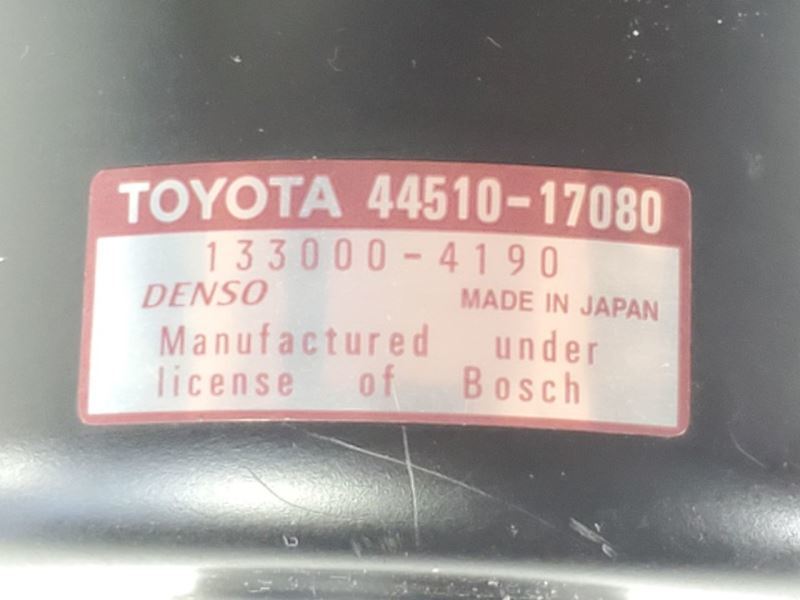 TOYOTA 44510-17080
133000-4190
DENSO MADE IN JAPAN
Manufactured under
license of Bosch